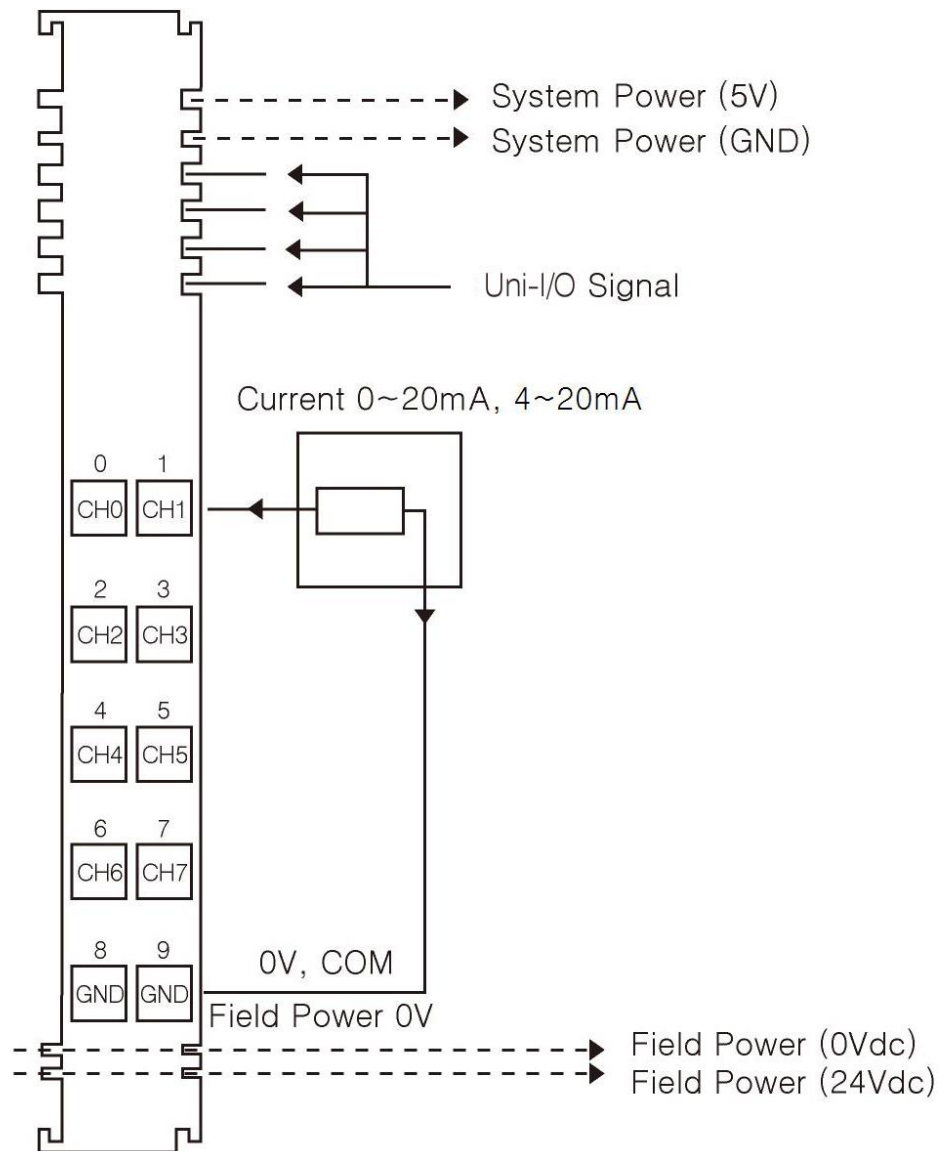 System Power (5V)
System Power (GND)
Uni-I/O Signal
Current 0~20mA, 4~20mA
0 1
CH0 CH1
2 3
CH2 CH3
4 5
CH4 CH5
6 7
CH6 CH7
8 9
GND GND
0V, COM
Field Power 0V
Field Power (0Vdc)
Field Power (24Vdc)